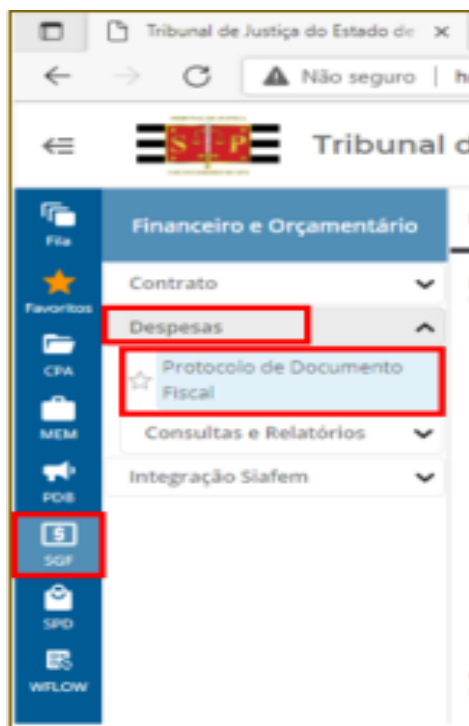 Tribunal de Justiça do Estado de
Não seguro
S P
Tribunal d
Fila
Favoritos
CPA
MEM
PDB
SGF
SPD
WFLOW
Financeiro e Orçamentário
Contrato
Despesas
Protocolo de Documento
Fiscal
Consultas e Relatórios
Integração Siafem